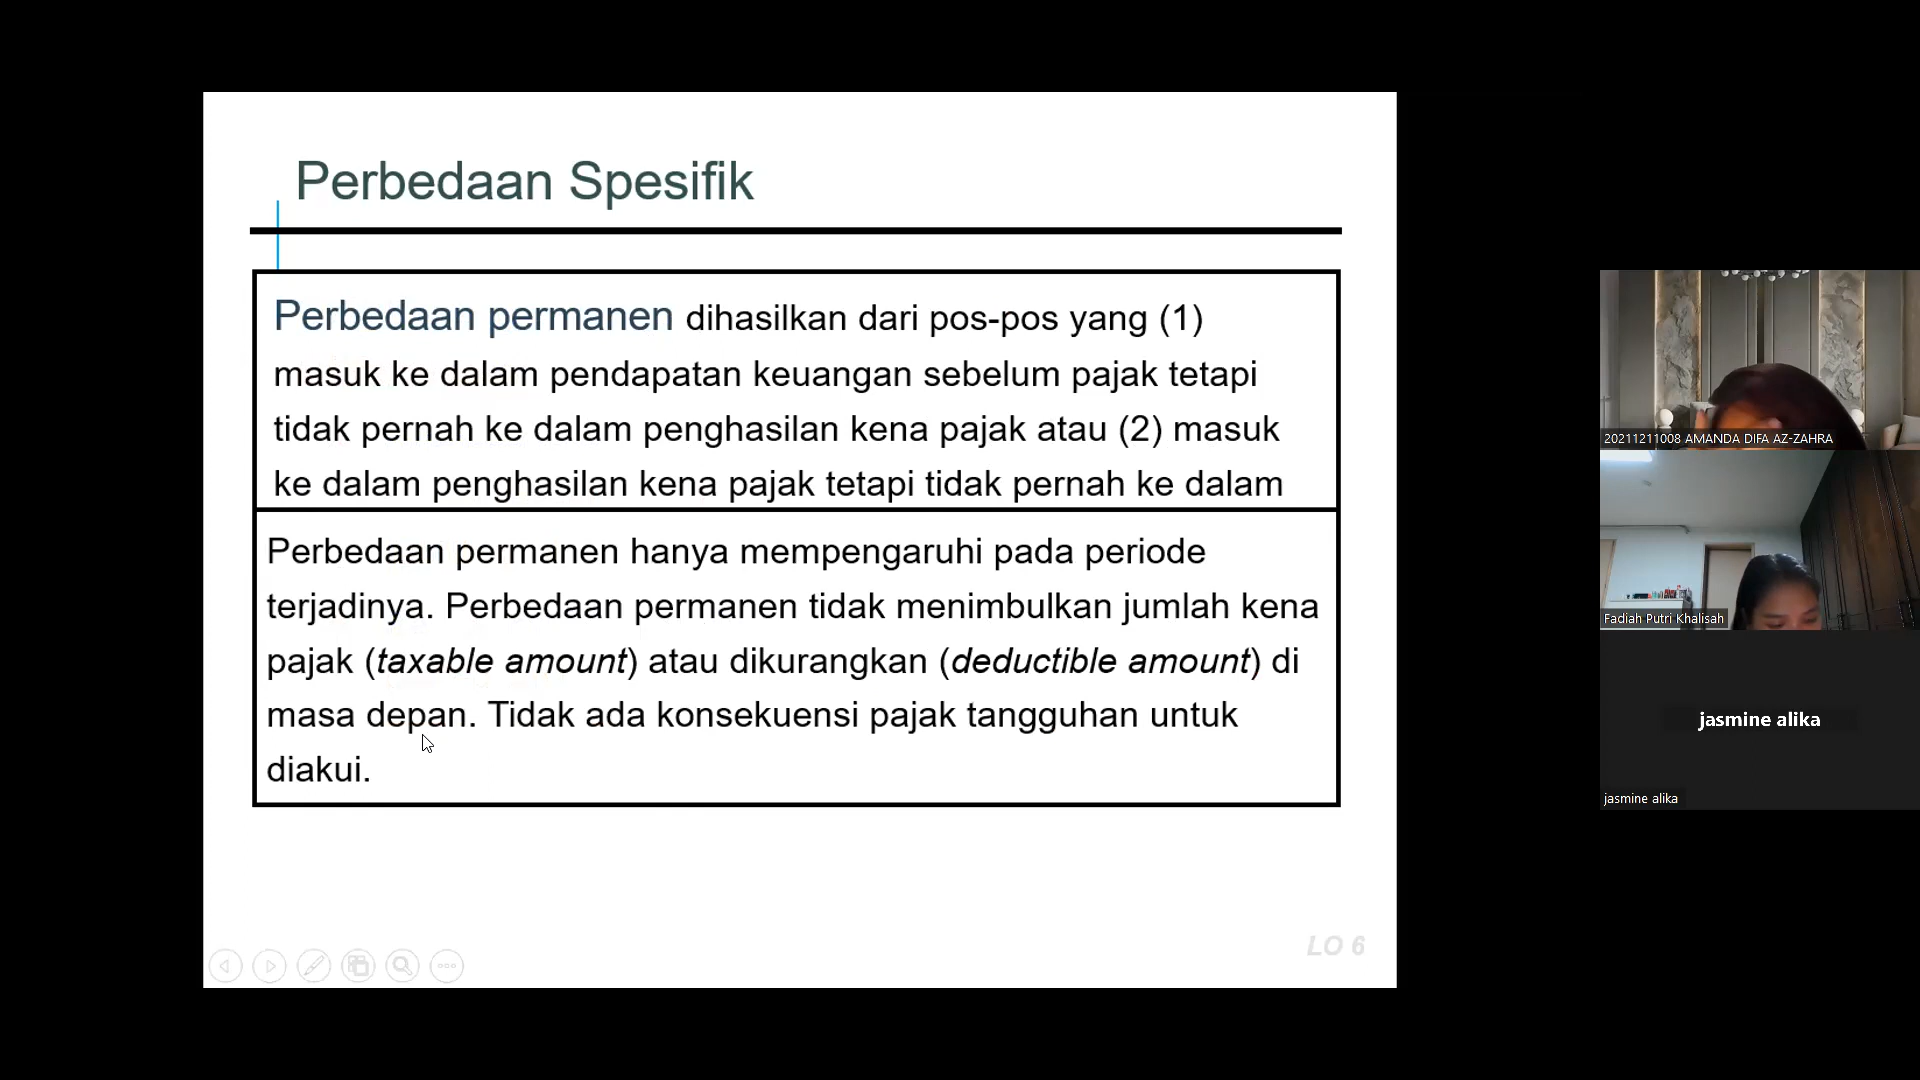 Perbedaan Spesifik
Perbedaan permanen dihasilkan dari pos-pos yang (1)
masuk ke dalam pendapatan keuangan sebelum pajak tetapi
tidak pernah ke dalam penghasilan kena pajak atau (2) masuk
ke dalam penghasilan kena pajak tetapi tidak pernah ke dalam
Perbedaan permanen hanya mempengaruhi pada periode
terjadinya. Perbedaan permanen tidak menimbulkan jumlah kena
pajak (taxable amount) atau dikurangkan (deductible amount) di
masa depan. Tidak ada konsekuensi pajak tangguhan untuk
diakui.
LO 6
20211211008 AMANDA DIFA AZ-ZAHRA
Fadiah Putri Khalisah
jasmine alika
jasmine alika